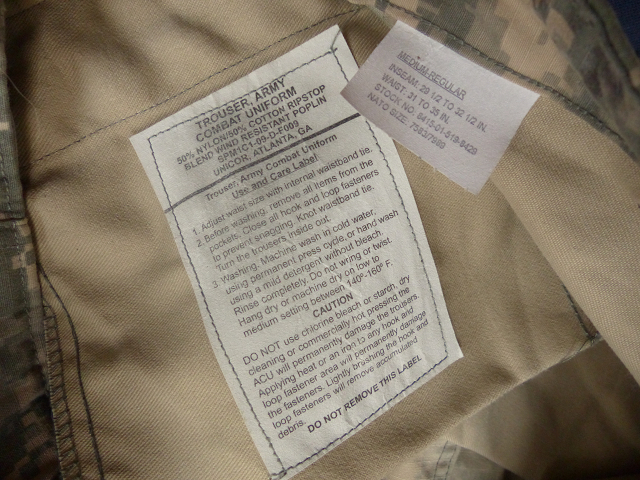 TROUSER, ARMY
COMBAT UNIFORM
50% NYLON/50% COTTON RIPSTOP
BLEND WIND RESISTANT POPLIN
SPM1C1-09-D-F009
UNICOR, ATLANTA, GA
Trouser, Army Combat Uniform
Use and Care Label
1. Adjust waist size with internal waistband tie.
2. Before washing, remove all items from the
pockets. Close all hook and loop fasteners
to prevent snagging. Knot waistband tie.
Turn the trousers inside out.
3. Washing. Machine wash in cold water,
using permanent press cycle, or hand wash
using a mild detergent without bleach.
Rinse completely. Do not wring or twist.
Hang dry or machine dry on low to
medium setting between 140º-160º F.
CAUTION
DO NOT use chlorine bleach or starch, dry
cleaning or commercially hot pressing the
ACU will permanently damage the trousers.
Applying heat or an iron to any hook and
loop fastener area will permanently damage
the fasteners. Lightly brushing the hook and
loop fasteners will remove accumulated
debris.
DO NOT REMOVE THIS LABEL
MEDIUM-REGULAR
INSEAM: 29 1/2 TO 32 1/2 IN.
WAIST: 31 TO 35 IN.
STOCK NO. 8415-01-519-8429
NATO SIZE: 7583/7989